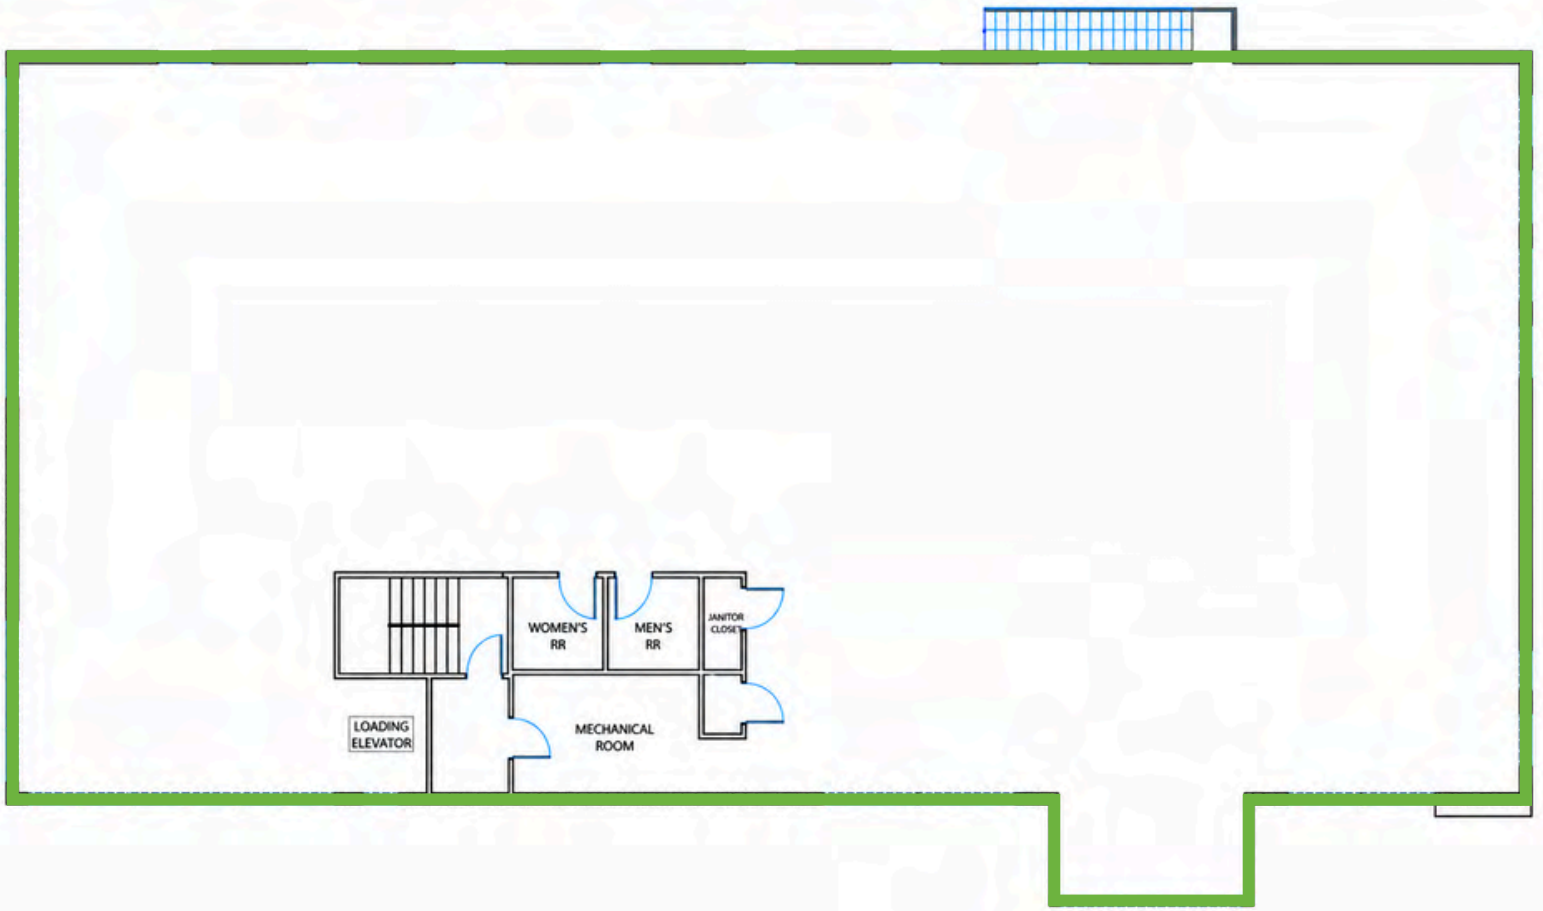 WOMEN'S
RR
MEN'S
RR
JANITOR
CLOSET
LOADING
ELEVATOR
MECHANICAL
ROOM